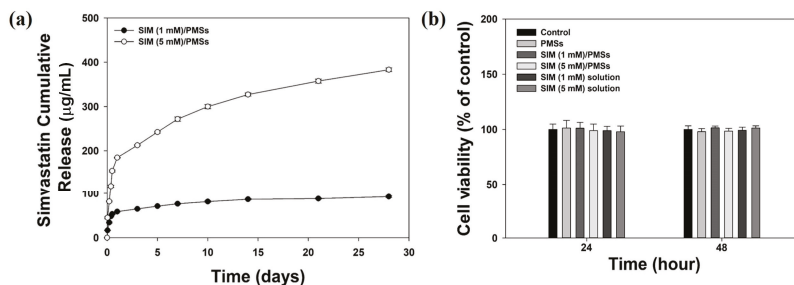 (a)
SIM (1 mM)/PMSs
SIM (5 mM)/PMSs
Simvastatin Cumulative
Release (μg/mL)
500
400
300
200
100
50
0
0 5 10 15 20 25 30
Time (days)
(b)
Control
PMSs
SIM (1 mM)/PMSs
SIM (5 mM)/PMSs
SIM (1 mM) solution
SIM (5 mM) solution
Cell viability (% of control)
200
150
100
50
0
24 48
Time (hour)